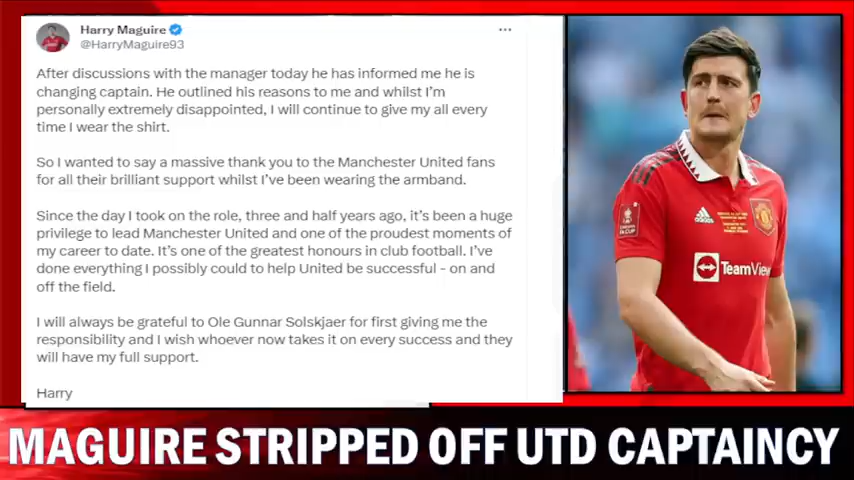 Harry Maguire
@HarryMaguire93
After discussions with the manager today he has informed me he is
changing captain. He outlined his reasons to me and whilst I'm
personally extremely disappointed, I will continue to give my all every
time I wear the shirt.
So I wanted to say a massive thank you to the Manchester United fans
for all their brilliant support whilst I've been wearing the armband.
Since the day I took on the role, three and half years ago, it's been a huge
privilege to lead Manchester United and one of the proudest moments of
my career to date. It's one of the greatest honours in club football. I've
done everything I possibly could to help United be successful - on and
off the field.
I will always be grateful to Ole Gunnar Solskjaer for first giving me the
responsibility and I wish whoever now takes it on every success and they
will have my full support.
Harry
adidas
TeamView
MAGUIRE STRIPPED OFF UTD CAPTAINCY